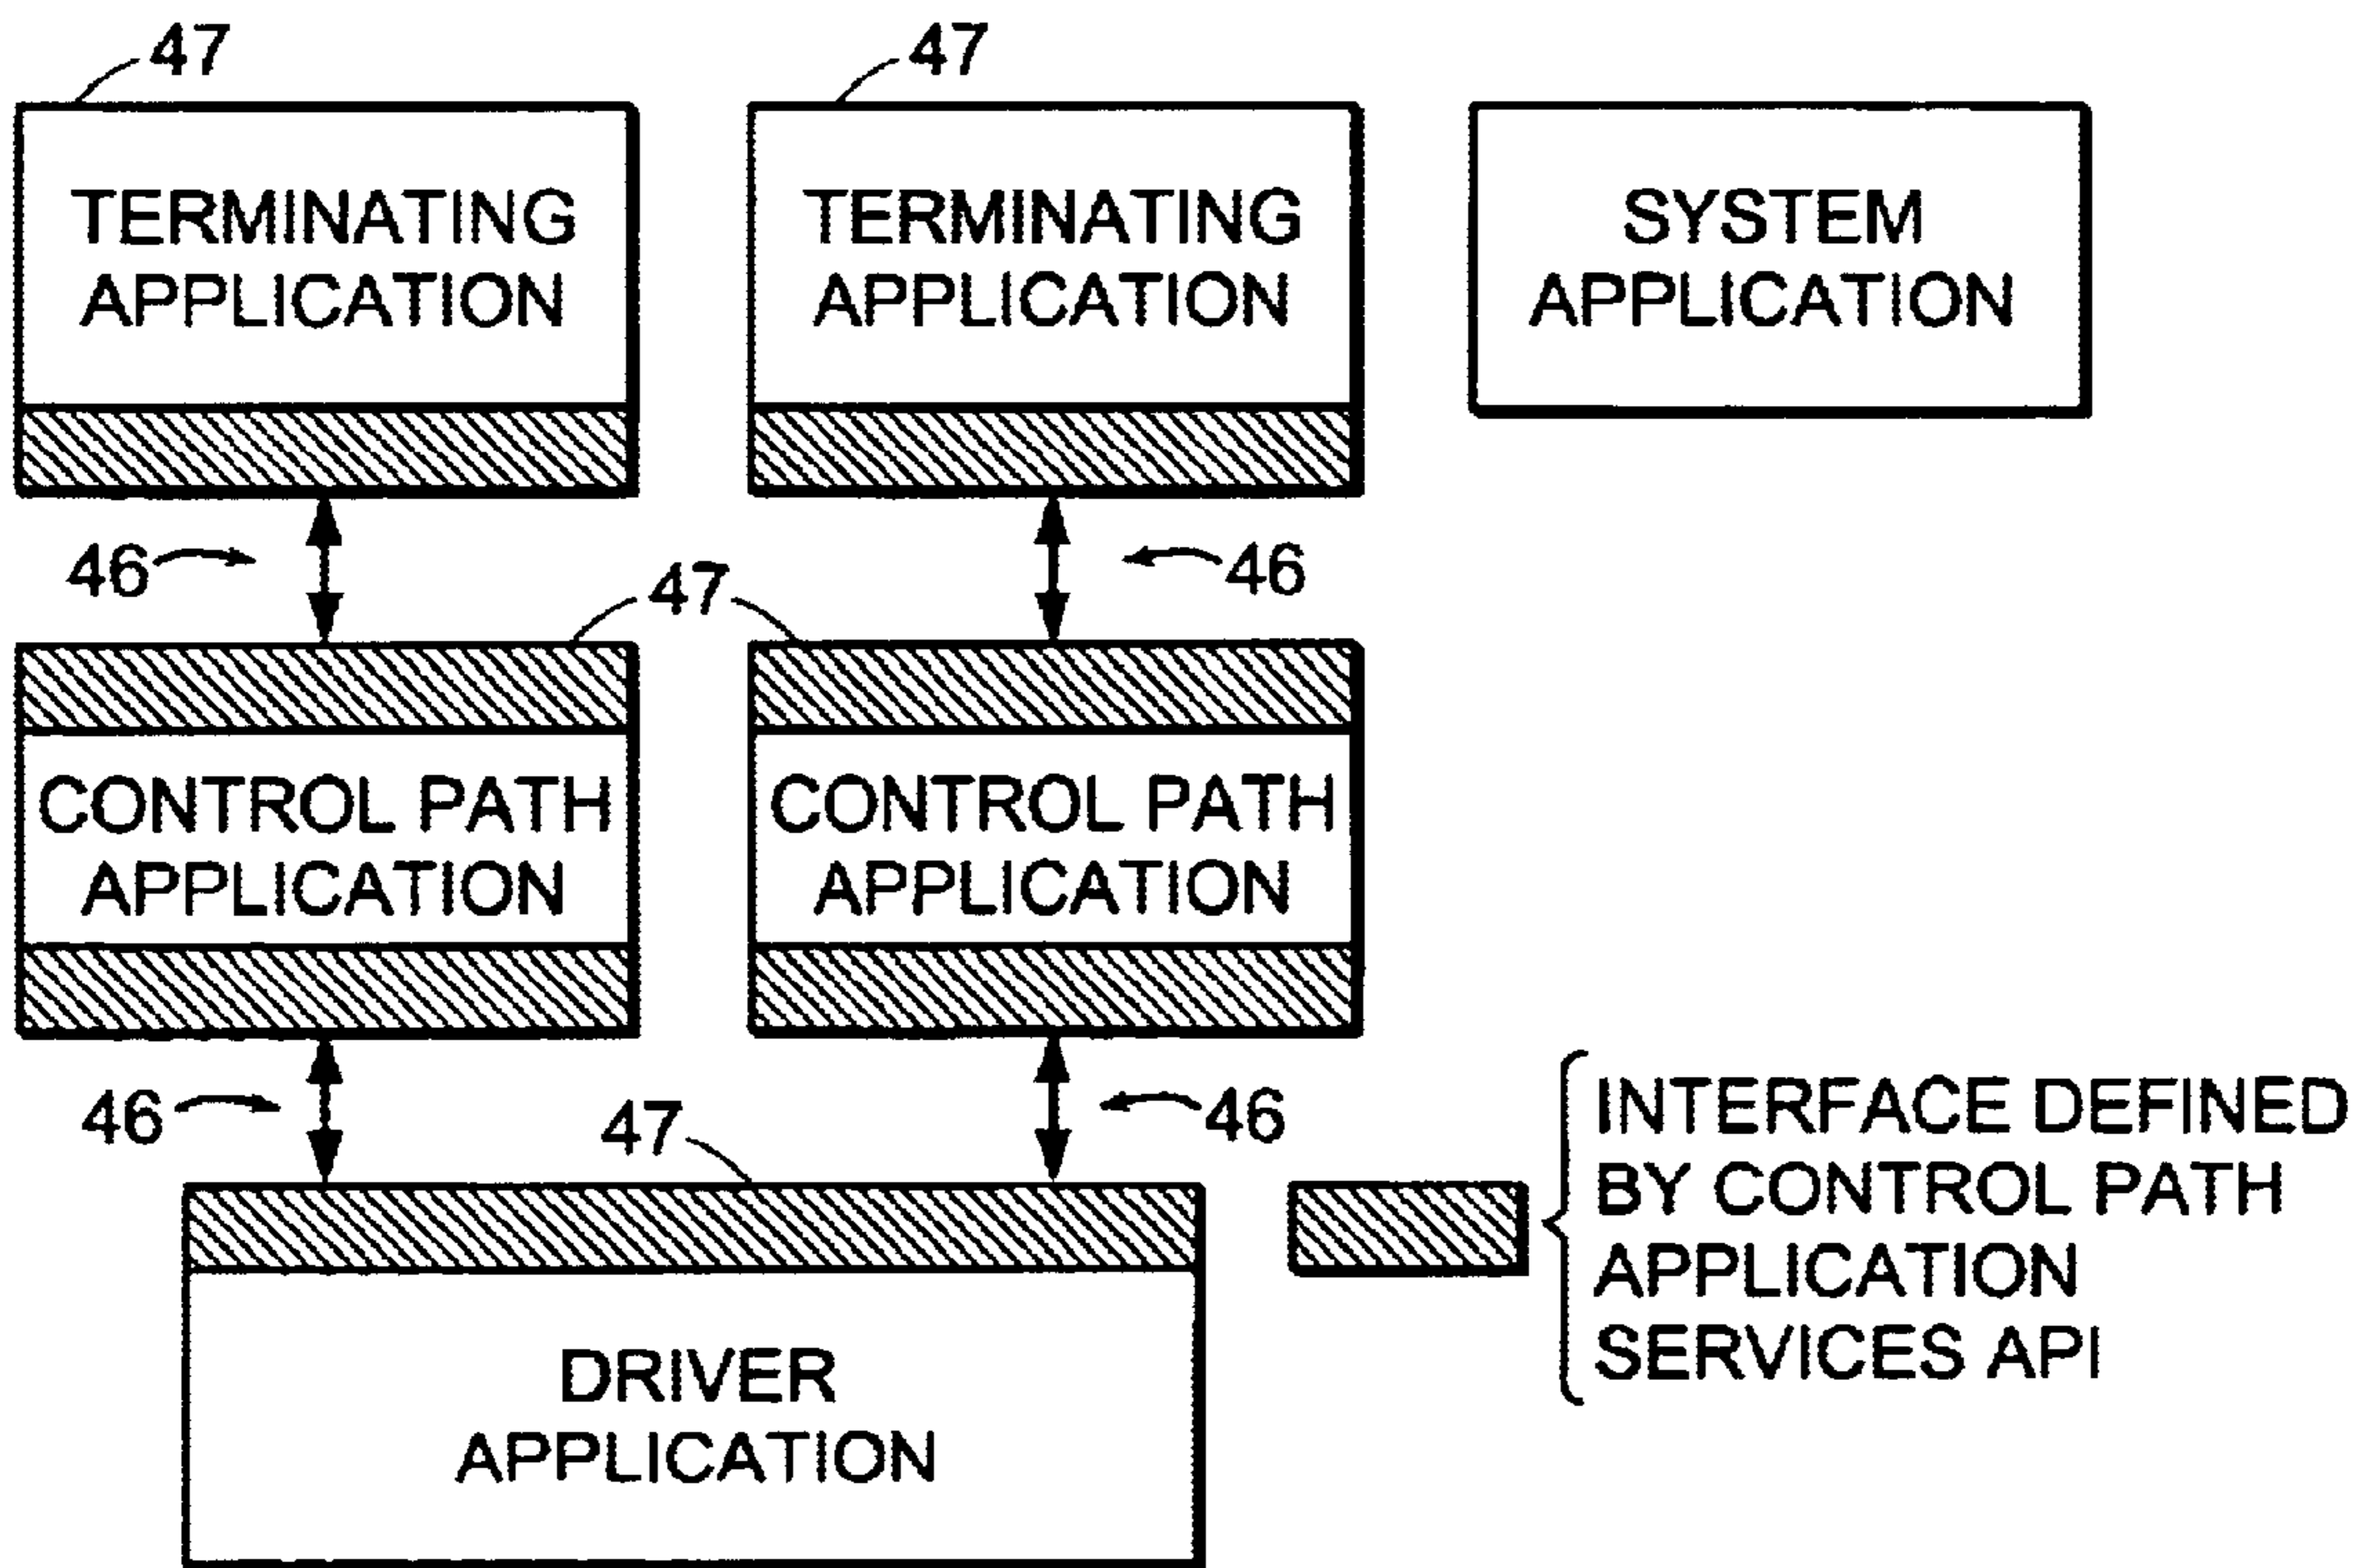 47
47
TERMINATING
APPLICATION
TERMINATING
APPLICATION
SYSTEM
APPLICATION
46
46
47
CONTROL PATH
APPLICATION
CONTROL PATH
APPLICATION
46
47
46
INTERFACE DEFINED
BY CONTROL PATH
APPLICATION
SERVICES API
DRIVER
APPLICATION